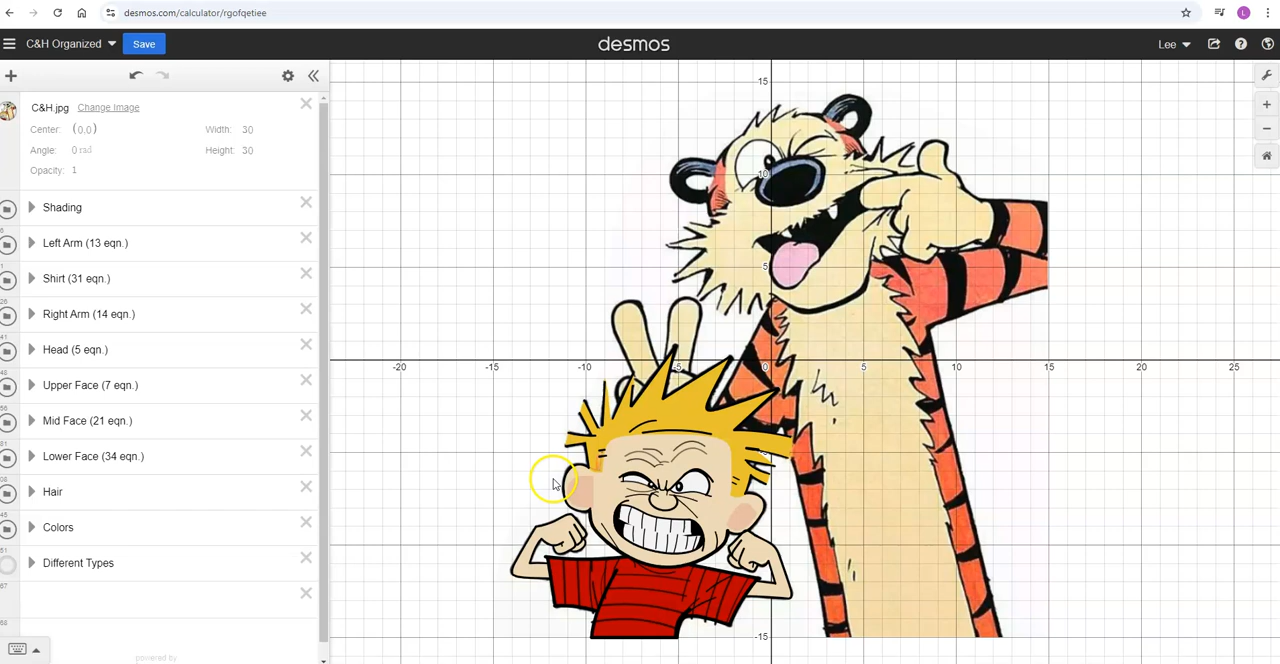 desmos.com/calculator/rgofqetiee
C&H Organized
Save
desmos
Lee
L
C&H.jpg Change Image
Center: (0,0) Width: 30
Angle: 0 rad Height: 30
Opacity: 1
Shading
Left Arm (13 eqn.)
Shirt (31 eqn.)
Right Arm (14 eqn.)
Head (5 eqn.)
Upper Face (7 eqn.)
Mid Face (21 eqn.)
Lower Face (34 eqn.)
Hair
Colors
Different Types
powered by
15
10
5
-20 -15 -10 -5 0 5 10 15 20 25
-15